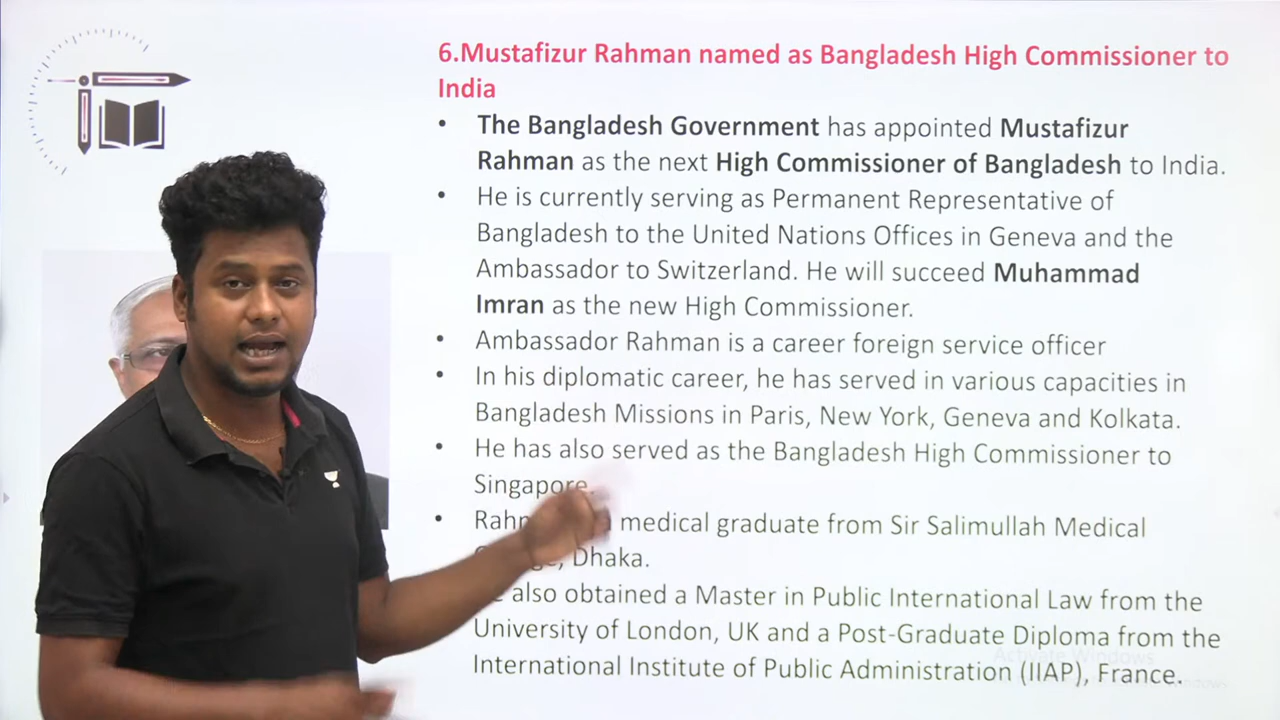 6.Mustafizur Rahman named as Bangladesh High Commissioner to
India
• The Bangladesh Government has appointed Mustafizur
Rahman as the next High Commissioner of Bangladesh to India.
• He is currently serving as Permanent Representative of
Bangladesh to the United Nations Offices in Geneva and the
Ambassador to Switzerland. He will succeed Muhammad
Imran as the new High Commissioner.
• Ambassador Rahman is a career foreign service officer
• In his diplomatic career, he has served in various capacities in
Bangladesh Missions in Paris, New York, Geneva and Kolkata.
• He has also served as the Bangladesh High Commissioner to
Singapore.
• medical graduate from Sir Salimullah Medical
Dhaka.
also obtained a Master in Public International Law from the
University of London, UK and a Post-Graduate Diploma from the
International Institute of Public Administration (IIAP), France.
Activate Windows